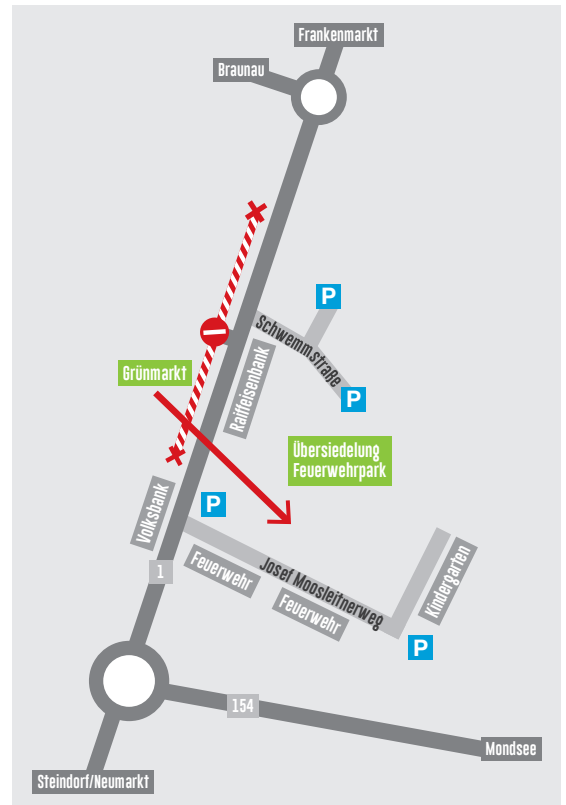 Frankenmarkt
Braunau
P
Schwemmstraße
Raiffeisenbank
Grünmarkt
P
Übersiedelung
Feuerwehrpark
P
Volksbank
1
Feuerwehr
Josef Moosleitnerweg
Feuerwehr
Kindergarten
P
154
Mondsee
Steindorf/Neumarkt